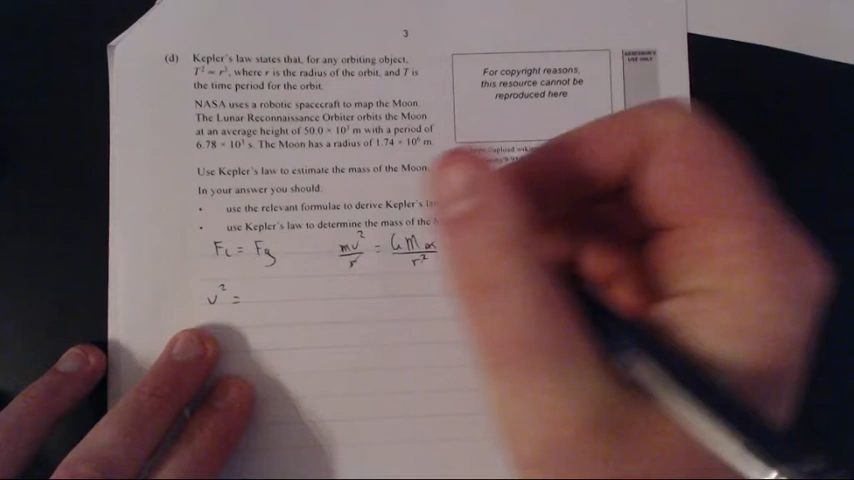 3
(d) Kepler's law states that, for any orbiting object,
T² ∝ r³, where r is the radius of the orbit, and T is
the time period for the orbit.
NASA uses a robotic spacecraft to map the Moon.
The Lunar Reconnaissance Orbiter orbits the Moon
at an average height of 50.0 × 10³ m with a period of
6.78 × 10³ s. The Moon has a radius of 1.74 × 10⁶ m.
For copyright reasons,
this resource cannot be
reproduced here
ASSESSOR'S
USE ONLY
Use Kepler's law to estimate the mass of the Moon.
In your answer you should:
• use the relevant formulae to derive Kepler's
• use Kepler's law to determine the mass of the
Fc = Fg mv²/r = GM/r²
v² =